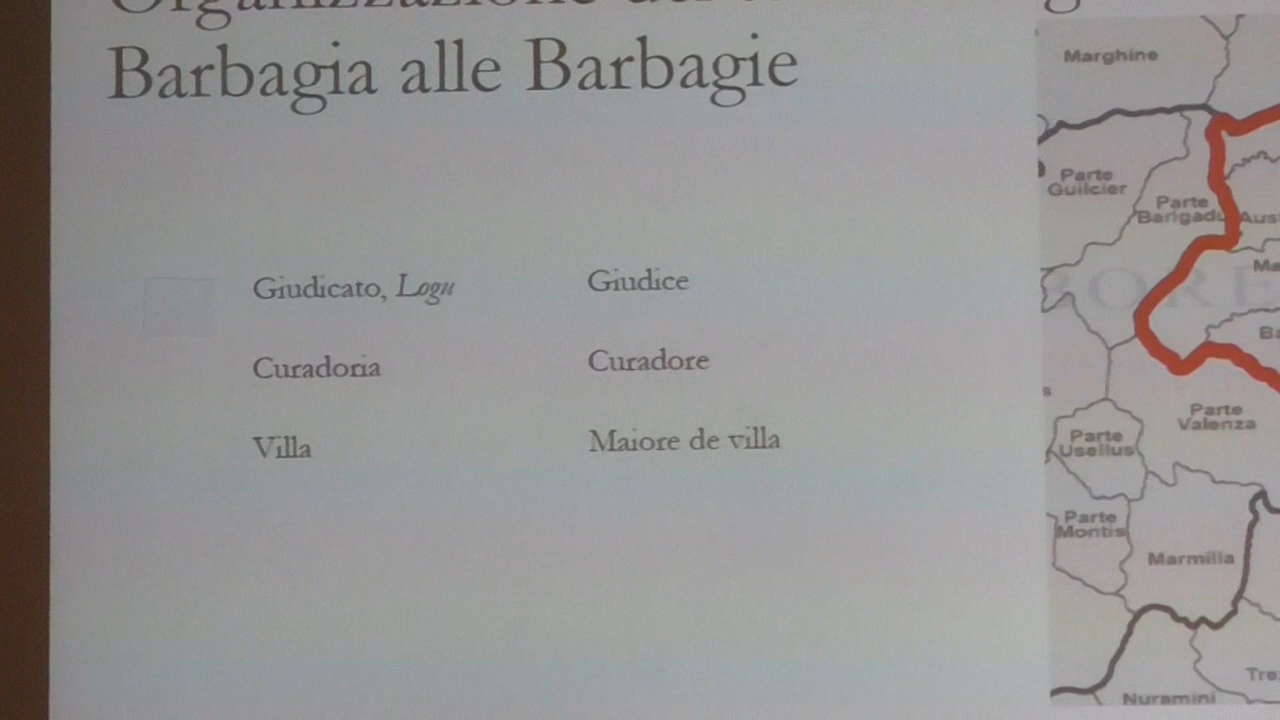 Organizzazione
Barbagia alle Barbagie
Giudicato, Logu
Giudice
Curadoria
Curadore
Villa
Maiore de villa
Marghine
Parte
Guilcier
Parte
Barigadu
Parte
Valenza
Parte
Usellus
Parte
Montis
Marmilla
Nuramini